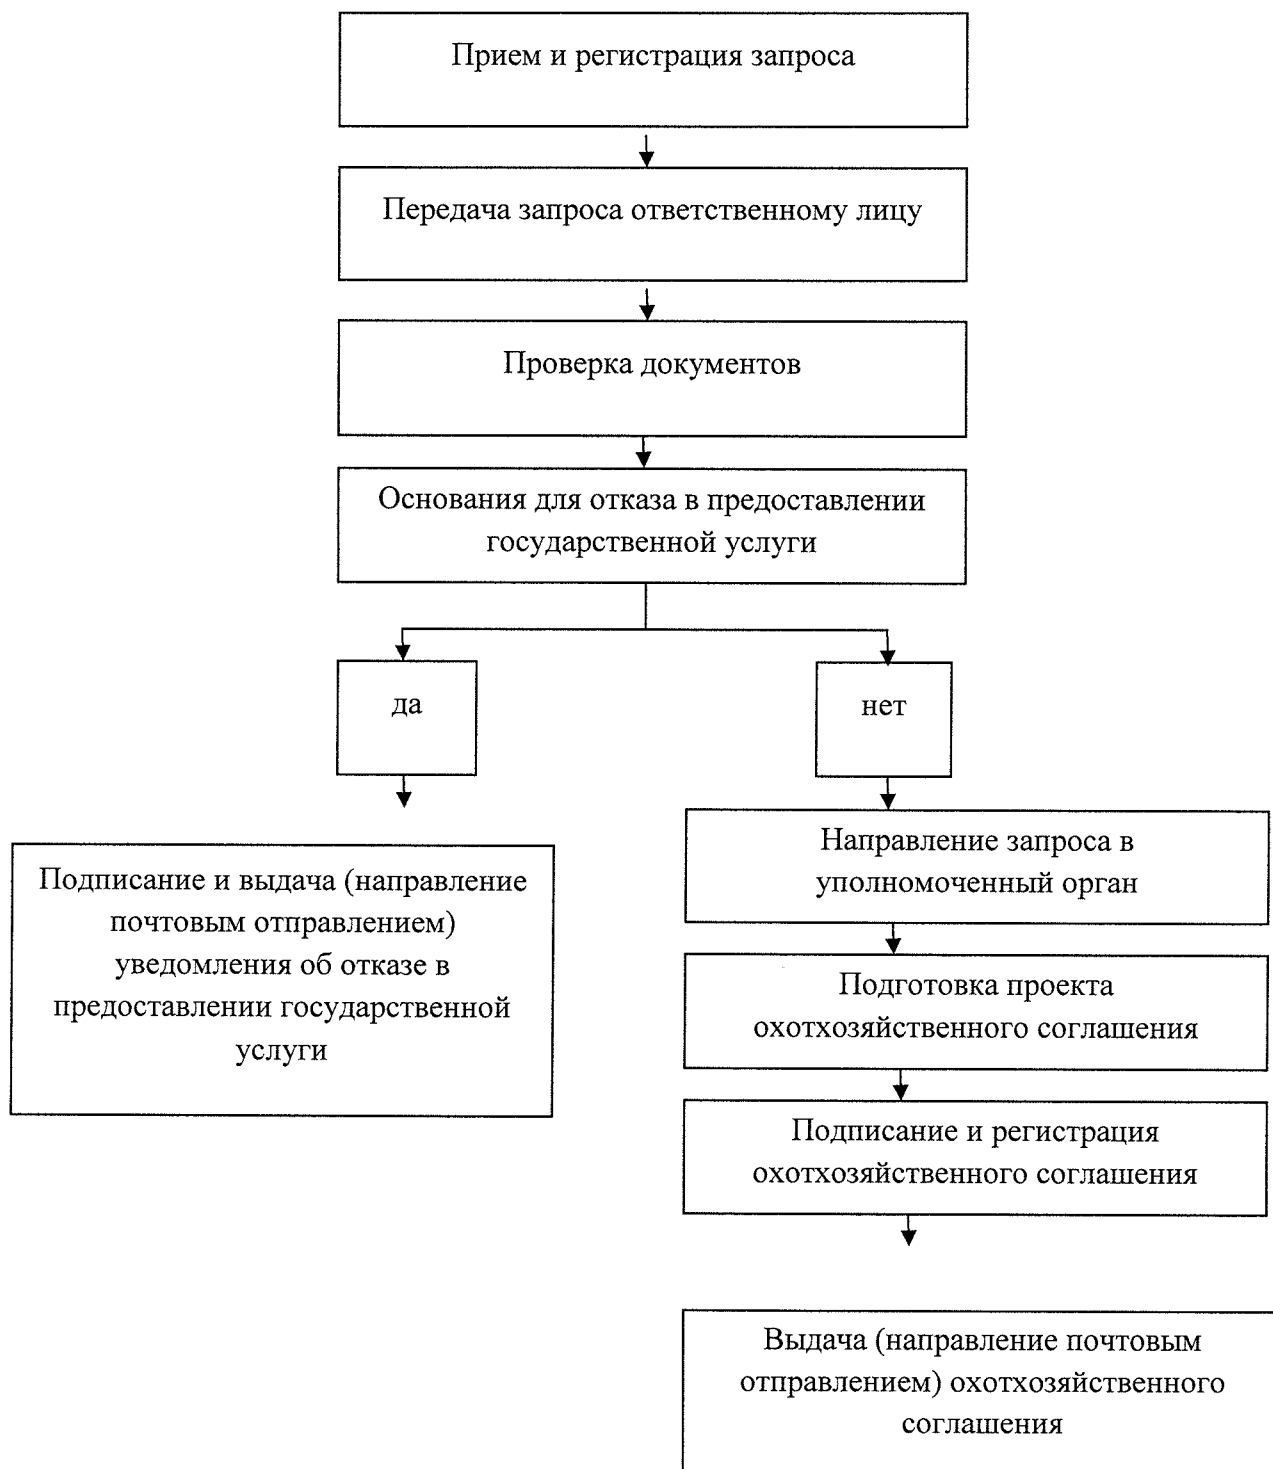 Прием и регистрация запроса
Передача запроса ответственному лицу
Проверка документов
Основания для отказа в предоставлении
государственной услуги
да
нет
Подписание и выдача (направление
почтовым отправлением)
уведомления об отказе в
предоставлении государственной
услуги
Направление запроса в
уполномоченный орган
Подготовка проекта
охотхозяйственного соглашения
Подписание и регистрация
охотхозяйственного соглашения
Выдача (направление почтовым
отправлением) охотхозяйственного
соглашения